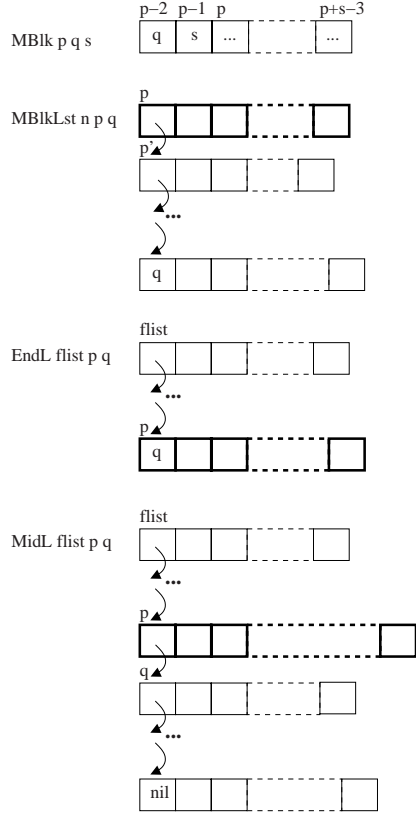 p−2 p−1 p p+s−3
MBlk p q s q s ... ...
p
MBlkLst n p q
p'
...
q
flist
EndL flist p q
...
p
q
flist
MidL flist p q
...
p
q
...
nil